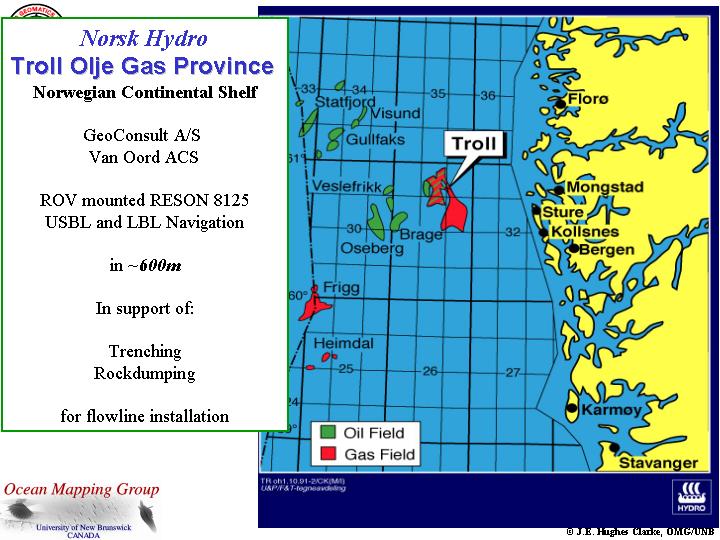 GEOMATICS
Norsk Hydro
Troll Olje Gas Province
Norwegian Continental Shelf
GeoConsult A/S
Van Oord ACS
ROV mounted RESON 8125
USBL and LBL Navigation
in ~600m
In support of:
Trenching
Rockdumping
for flowline installation
33
34
35
36
Statfjord
Visund
Gullfaks
Florø
61°
Troll
Veslefrikk
Mongstad
Sture
30
Brage
32
Kollsnes
Oseberg
Bergen
Frigg
60°
Heimdal
25
26
27
24
Karmøy
Oil Field
Gas Field
Stavanger
TR oh1.10.91-2/CK(M/I)
U&P/F&T-tegneavdeling
HYDRO
Ocean Mapping Group
University of New Brunswick
CANADA
© J.E. Hughes Clarke, OMG/UNB